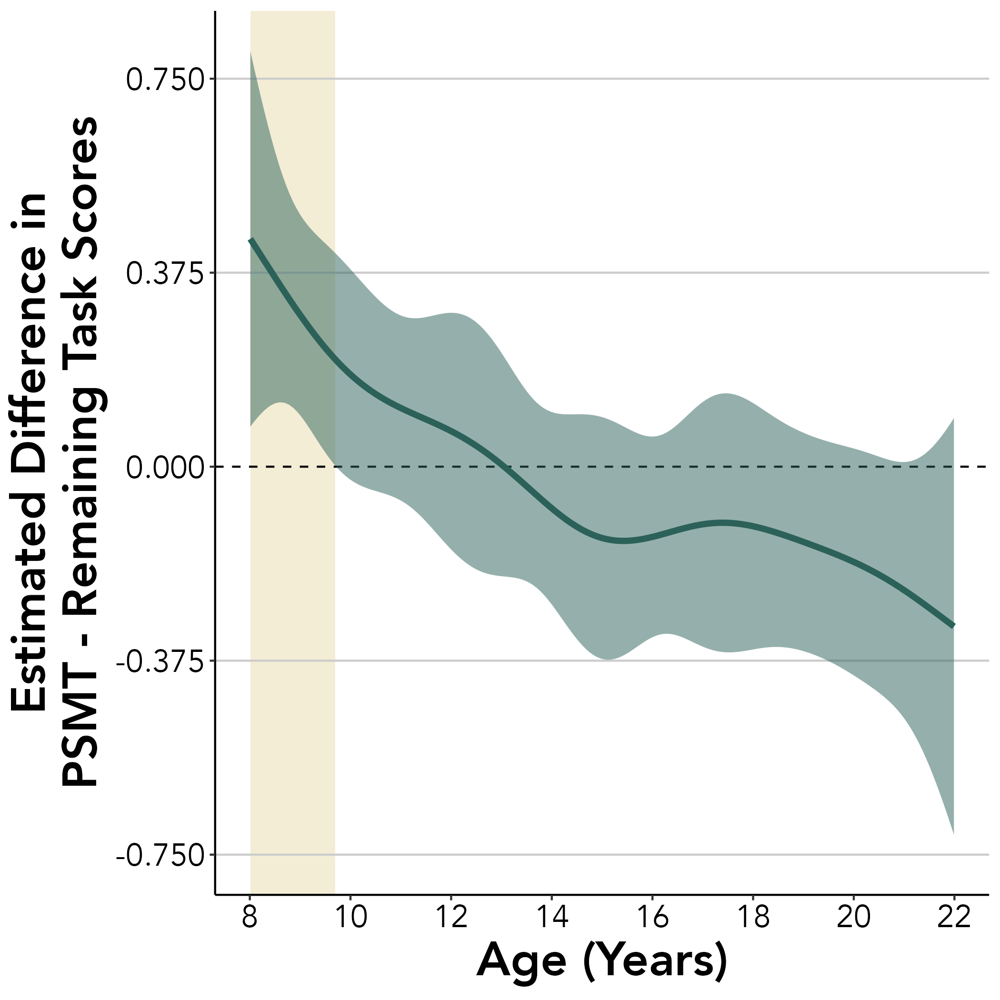 Estimated Difference in
PSMT - Remaining Task Scores
0.750
0.375
0.000
-0.375
-0.750
8 10 12 14 16 18 20 22
Age (Years)